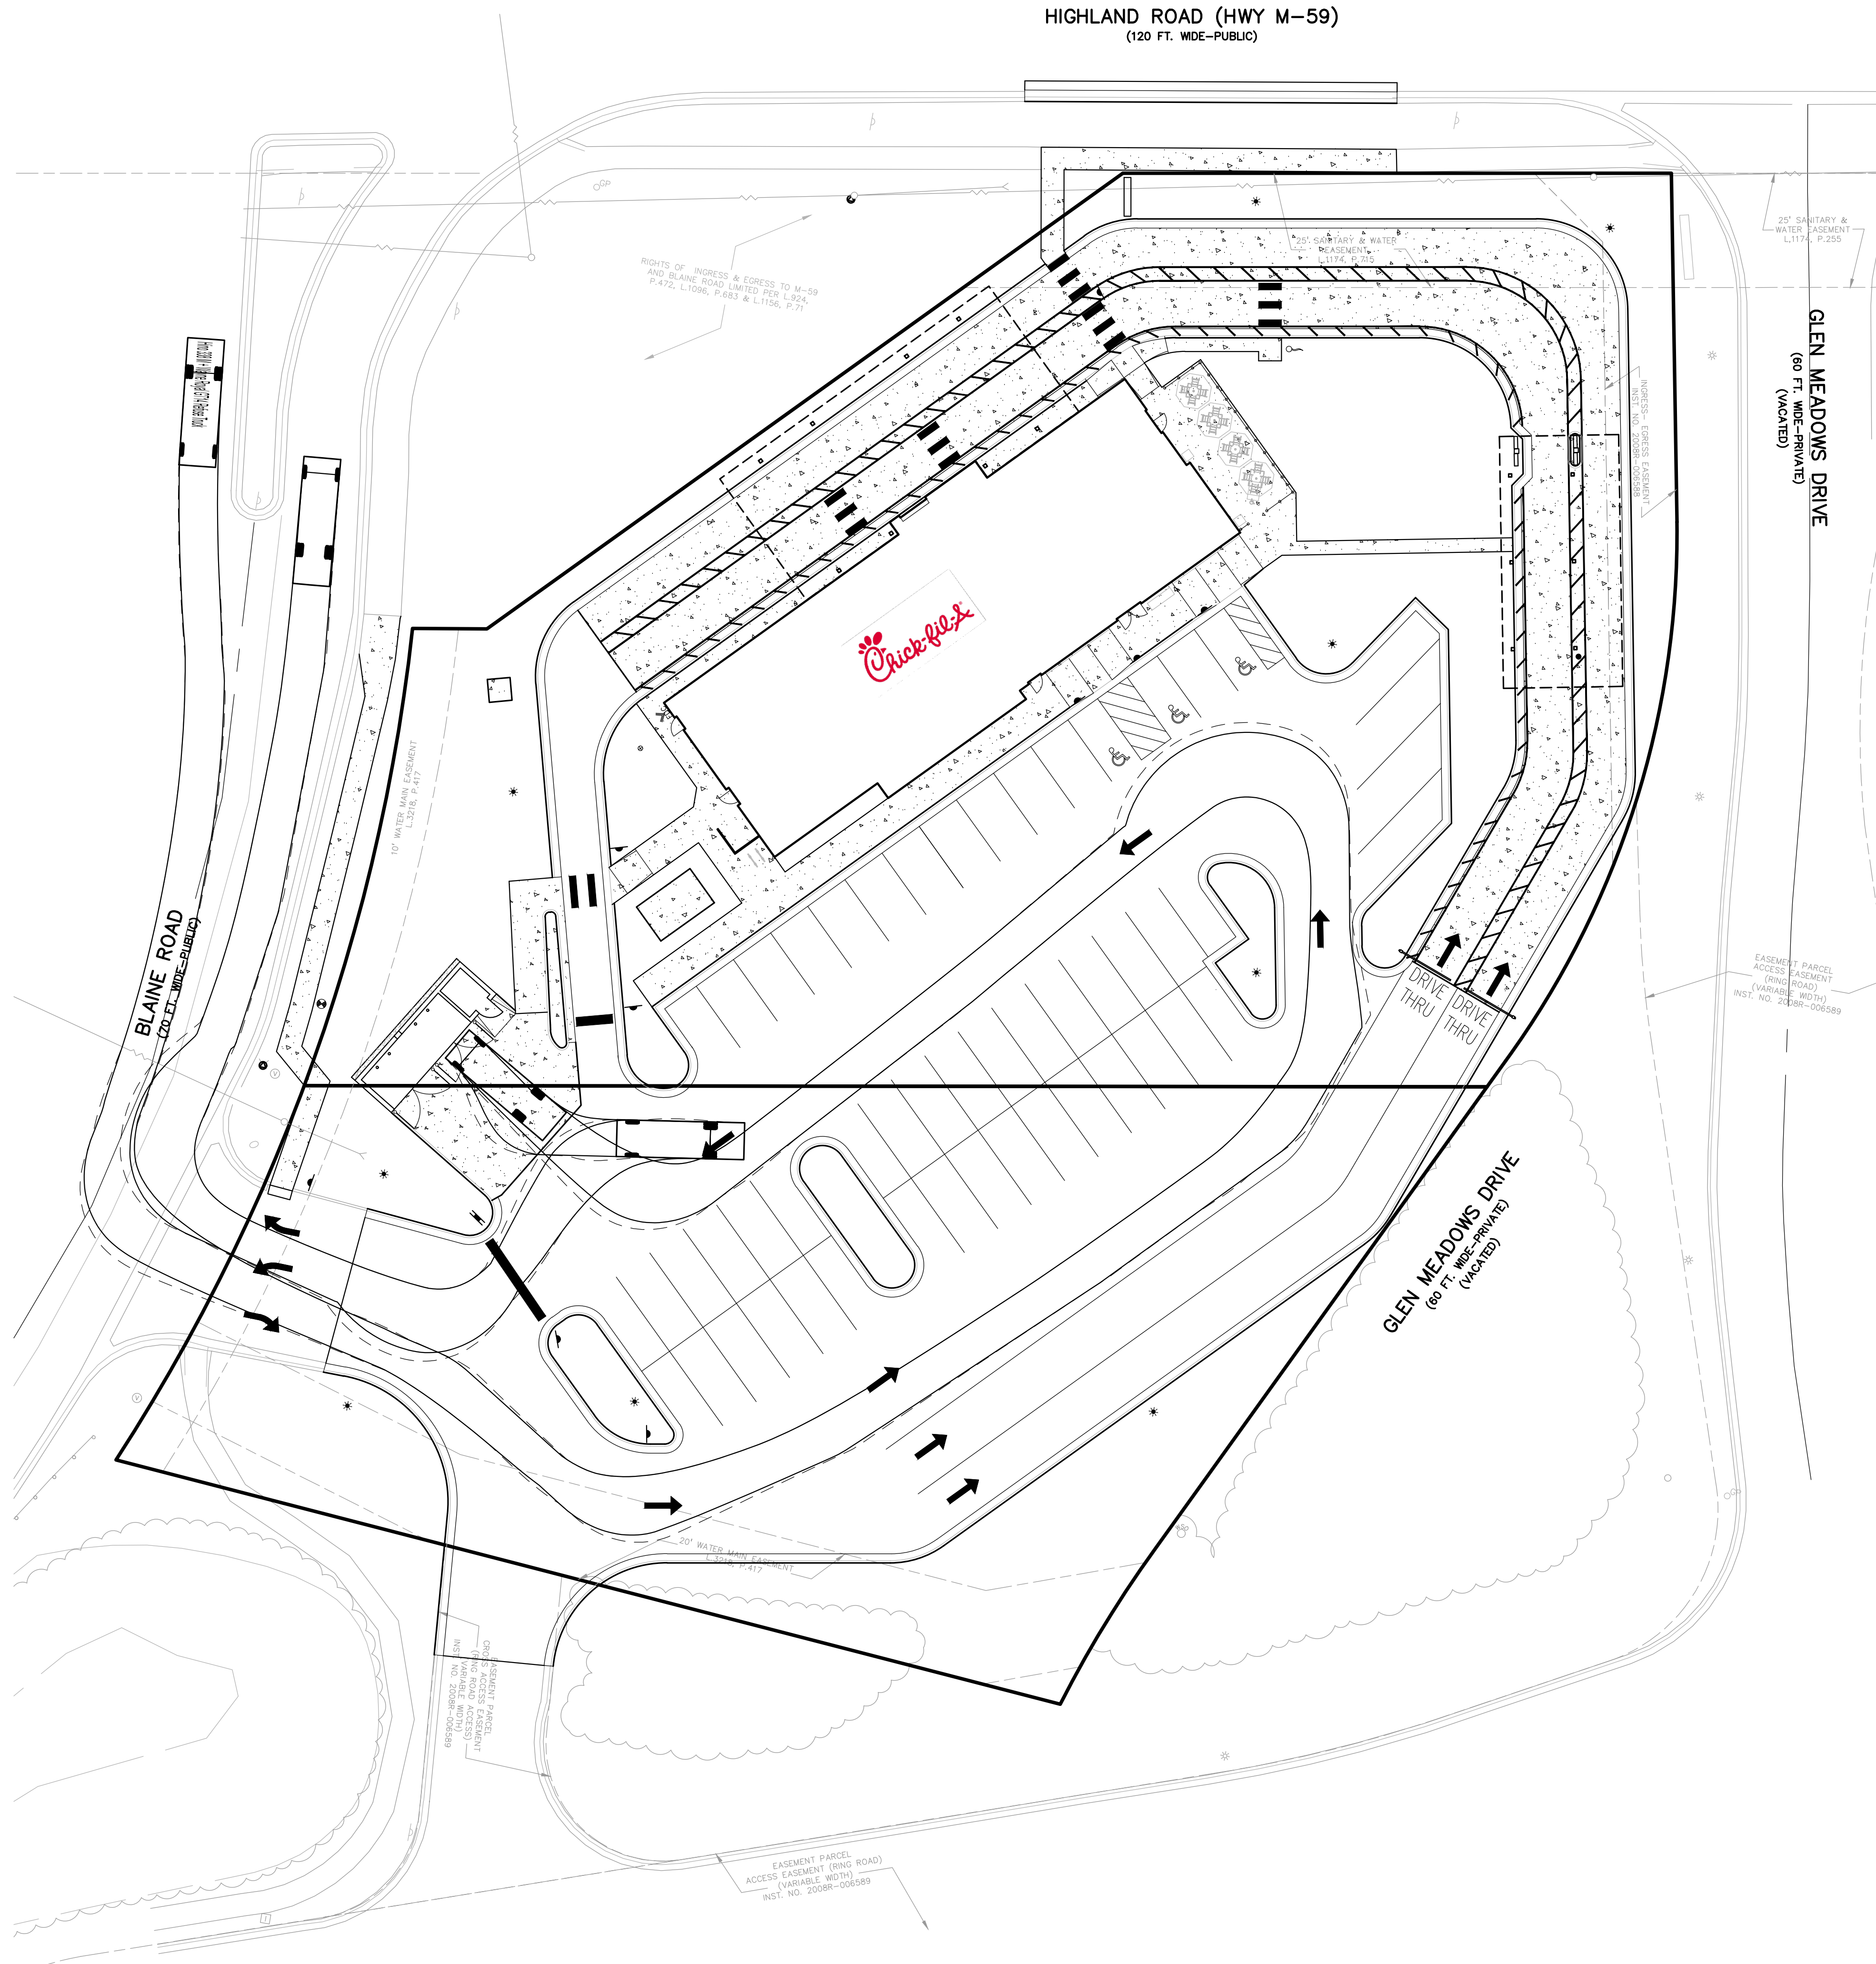 HIGHLAND ROAD (HWY M-59)
(120 FT. WIDE-PUBLIC)
GP
RIGHTS OF INGRESS & EGRESS TO M-59
AND BLAINE ROAD LIMITED PER L.924,
P.472, L.1096, P.683 & L.1156, P.71
25' SANITARY & WATER
EASEMENT
L.1174, P.715
25' SANITARY &
WATER EASEMENT
L.1174, P.255
GLEN MEADOWS DRIVE
(60 FT. WIDE-PRIVATE)
(VACATED)
INGRESS- EGRESS EASEMENT
INST. NO. 2008R-006588
Chick-fil-A
10' WATER MAIN EASEMENT
L.3218, P.417
BLAINE ROAD
(70 FT. WIDE-PUBLIC)
V
DRIVE
THRU
DRIVE
THRU
EASEMENT PARCEL
ACCESS EASEMENT
(RING ROAD)
(VARIABLE WIDTH)
INST. NO. 2008R-006589
GLEN MEADOWS DRIVE
(60 FT. WIDE-PRIVATE)
(VACATED)
V
GP
20' WATER MAIN EASEMENT
L.3218, P.417
EASEMENT PARCEL
CROSS ACCESS EASEMENT
(RING ROAD ACCESS)
(VARIABLE WIDTH)
INST. NO. 2008R-006589
EASEMENT PARCEL
ACCESS EASEMENT (RING ROAD)
(VARIABLE WIDTH)
INST. NO. 2008R-006589